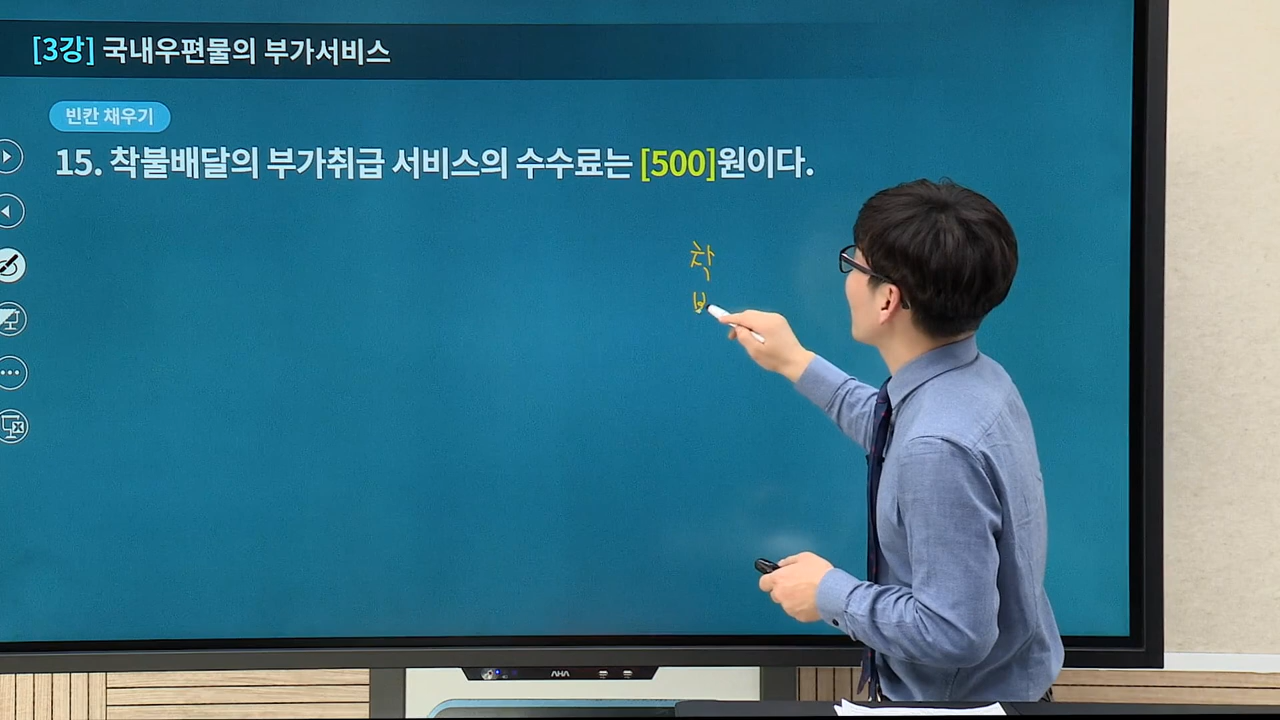 [3강] 국내우편물의 부가서비스
빈칸 채우기
15. 착불배달의 부가취급 서비스의 수수료는 [500]원이다.
착
ㅂ
AHA